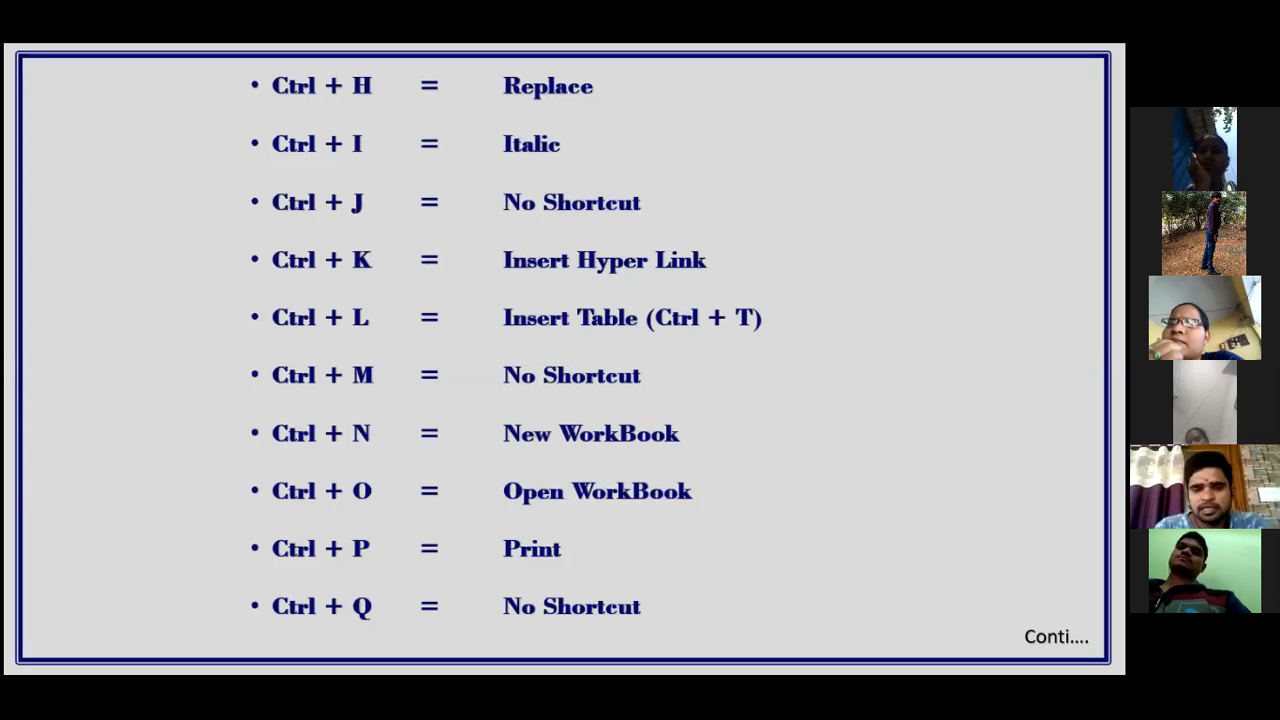 • Ctrl + H = Replace
• Ctrl + I = Italic
• Ctrl + J = No Shortcut
• Ctrl + K = Insert Hyper Link
• Ctrl + L = Insert Table (Ctrl + T)
• Ctrl + M = No Shortcut
• Ctrl + N = New WorkBook
• Ctrl + O = Open WorkBook
• Ctrl + P = Print
• Ctrl + Q = No Shortcut
Conti....